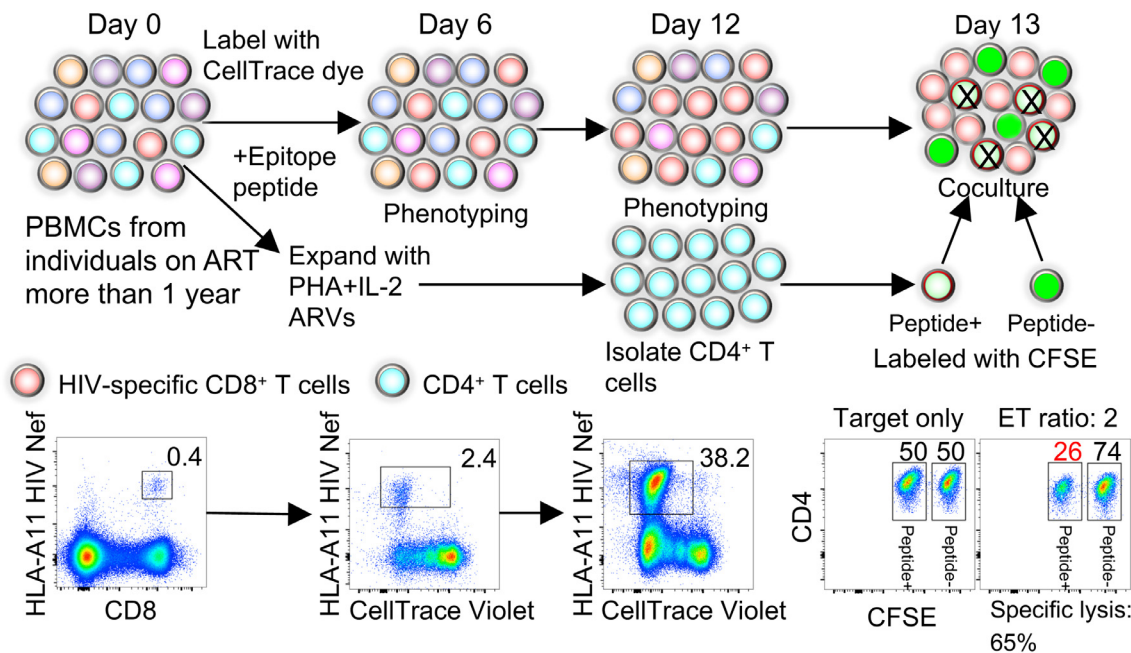 Day 0
Day 6
Day 12
Day 13
Label with
CellTrace dye
+Epitope
peptide
Phenotyping
Phenotyping
Coculture
X
X
X
X
PBMCs from
individuals on ART
more than 1 year
Expand with
PHA+IL-2
ARVs
Isolate CD4⁺ T
cells
Peptide+
Peptide-
Labeled with CFSE
HIV-specific CD8⁺ T cells
CD4⁺ T cells
HLA-A11 HIV Nef
0.4
CD8
HLA-A11 HIV Nef
2.4
CellTrace Violet
HLA-A11 HIV Nef
38.2
CellTrace Violet
Target only
ET ratio: 2
50 50
26 74
CD4
Peptide+
Peptide-
Peptide+
Peptide-
CFSE
Specific lysis:
65%